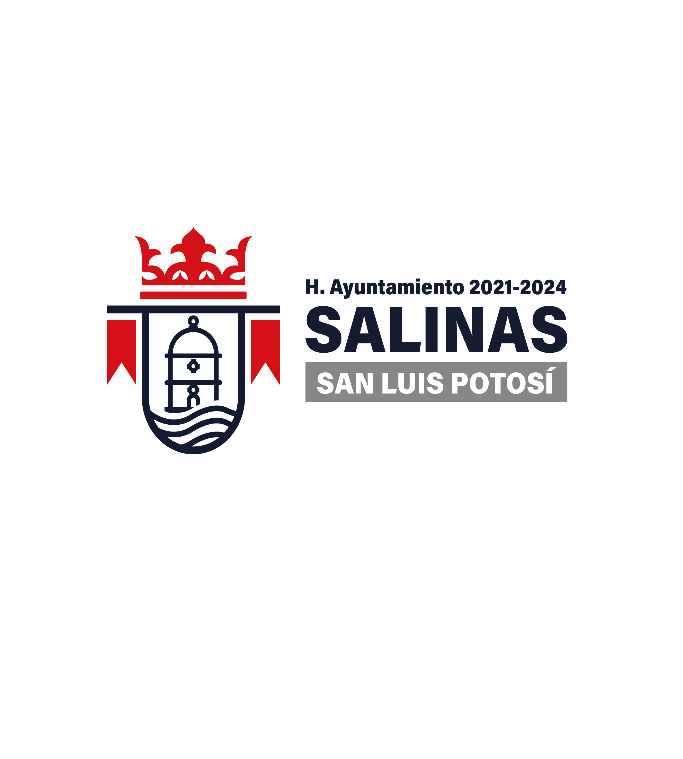 H. Ayuntamiento 2021-2024
SALINAS
SAN LUIS POTOSÍ